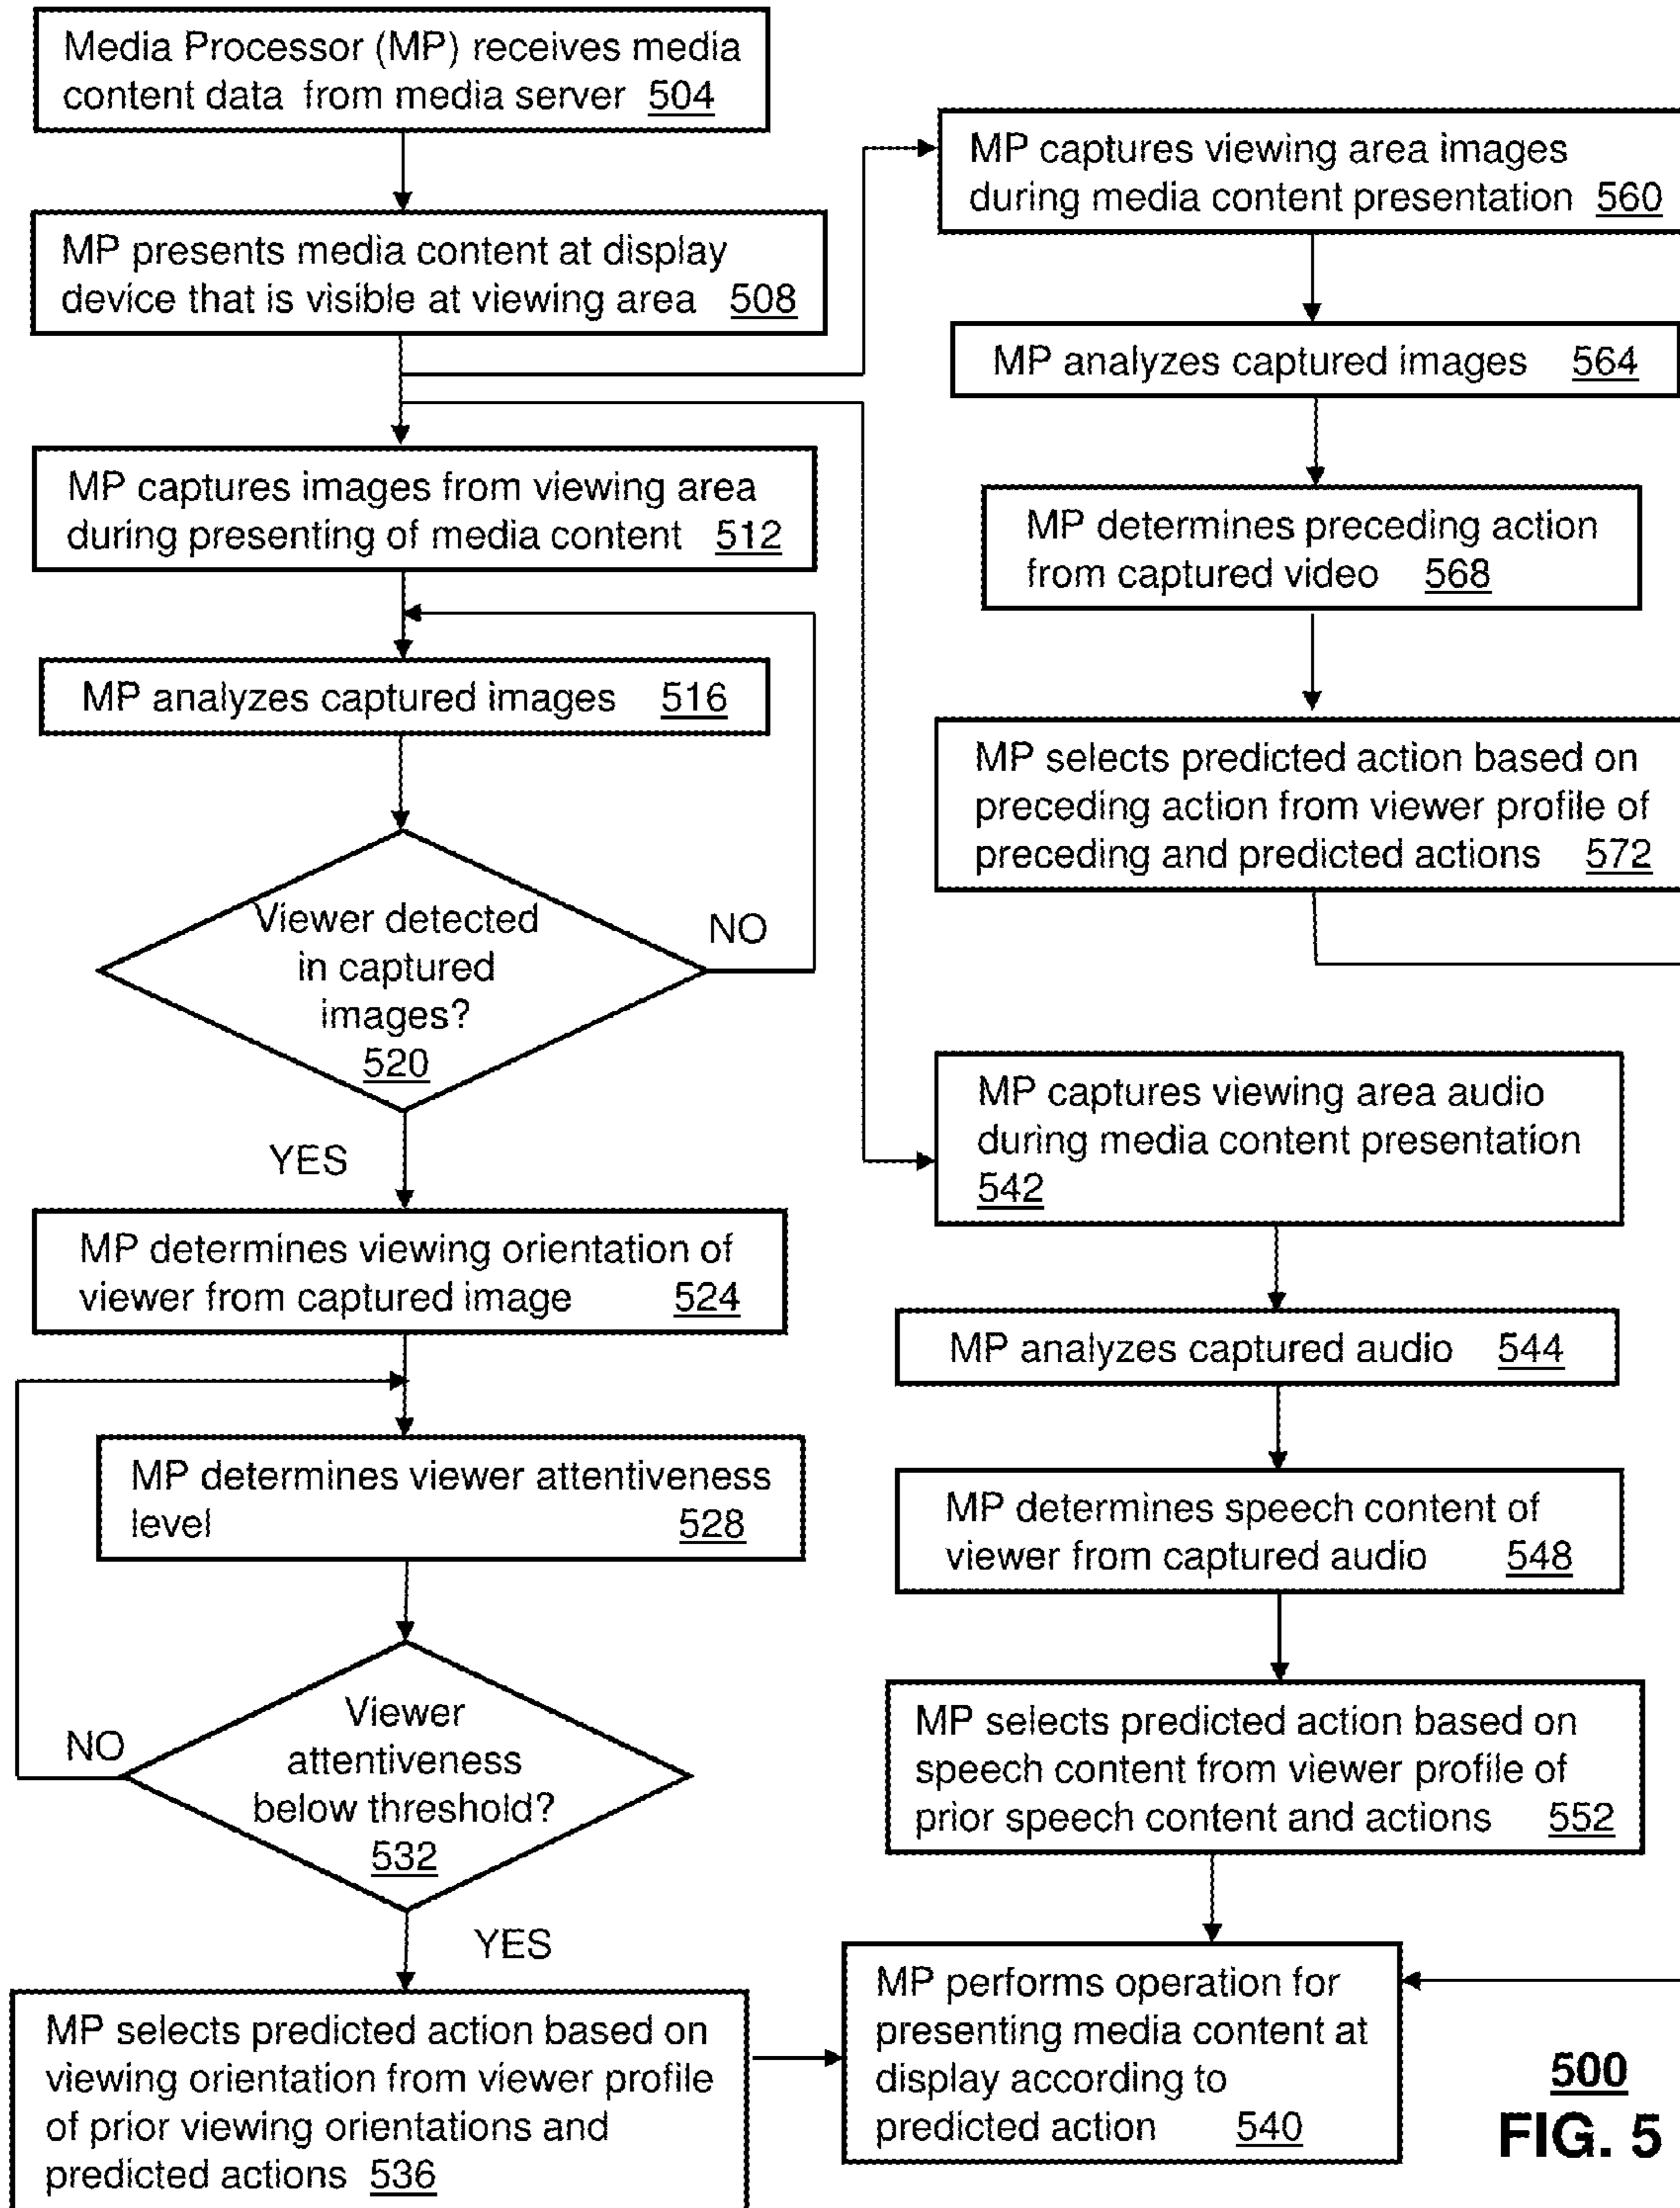 Media Processor (MP) receives media
content data from media server 504
MP presents media content at display
device that is visible at viewing area 508
MP captures images from viewing area
during presenting of media content 512
MP analyzes captured images 516
Viewer detected
in captured
images?
520
NO
YES
MP determines viewing orientation of
viewer from captured image 524
MP determines viewer attentiveness
level 528
Viewer
attentiveness
below threshold?
532
NO
YES
MP selects predicted action based on
viewing orientation from viewer profile
of prior viewing orientations and
predicted actions 536
MP captures viewing area images
during media content presentation 560
MP analyzes captured images 564
MP determines preceding action
from captured video 568
MP selects predicted action based on
preceding action from viewer profile of
preceding and predicted actions 572
MP captures viewing area audio
during media content presentation
542
MP analyzes captured audio 544
MP determines speech content of
viewer from captured audio 548
MP selects predicted action based on
speech content from viewer profile of
prior speech content and actions 552
MP performs operation for
presenting media content at
display according to
predicted action 540
500
FIG. 5